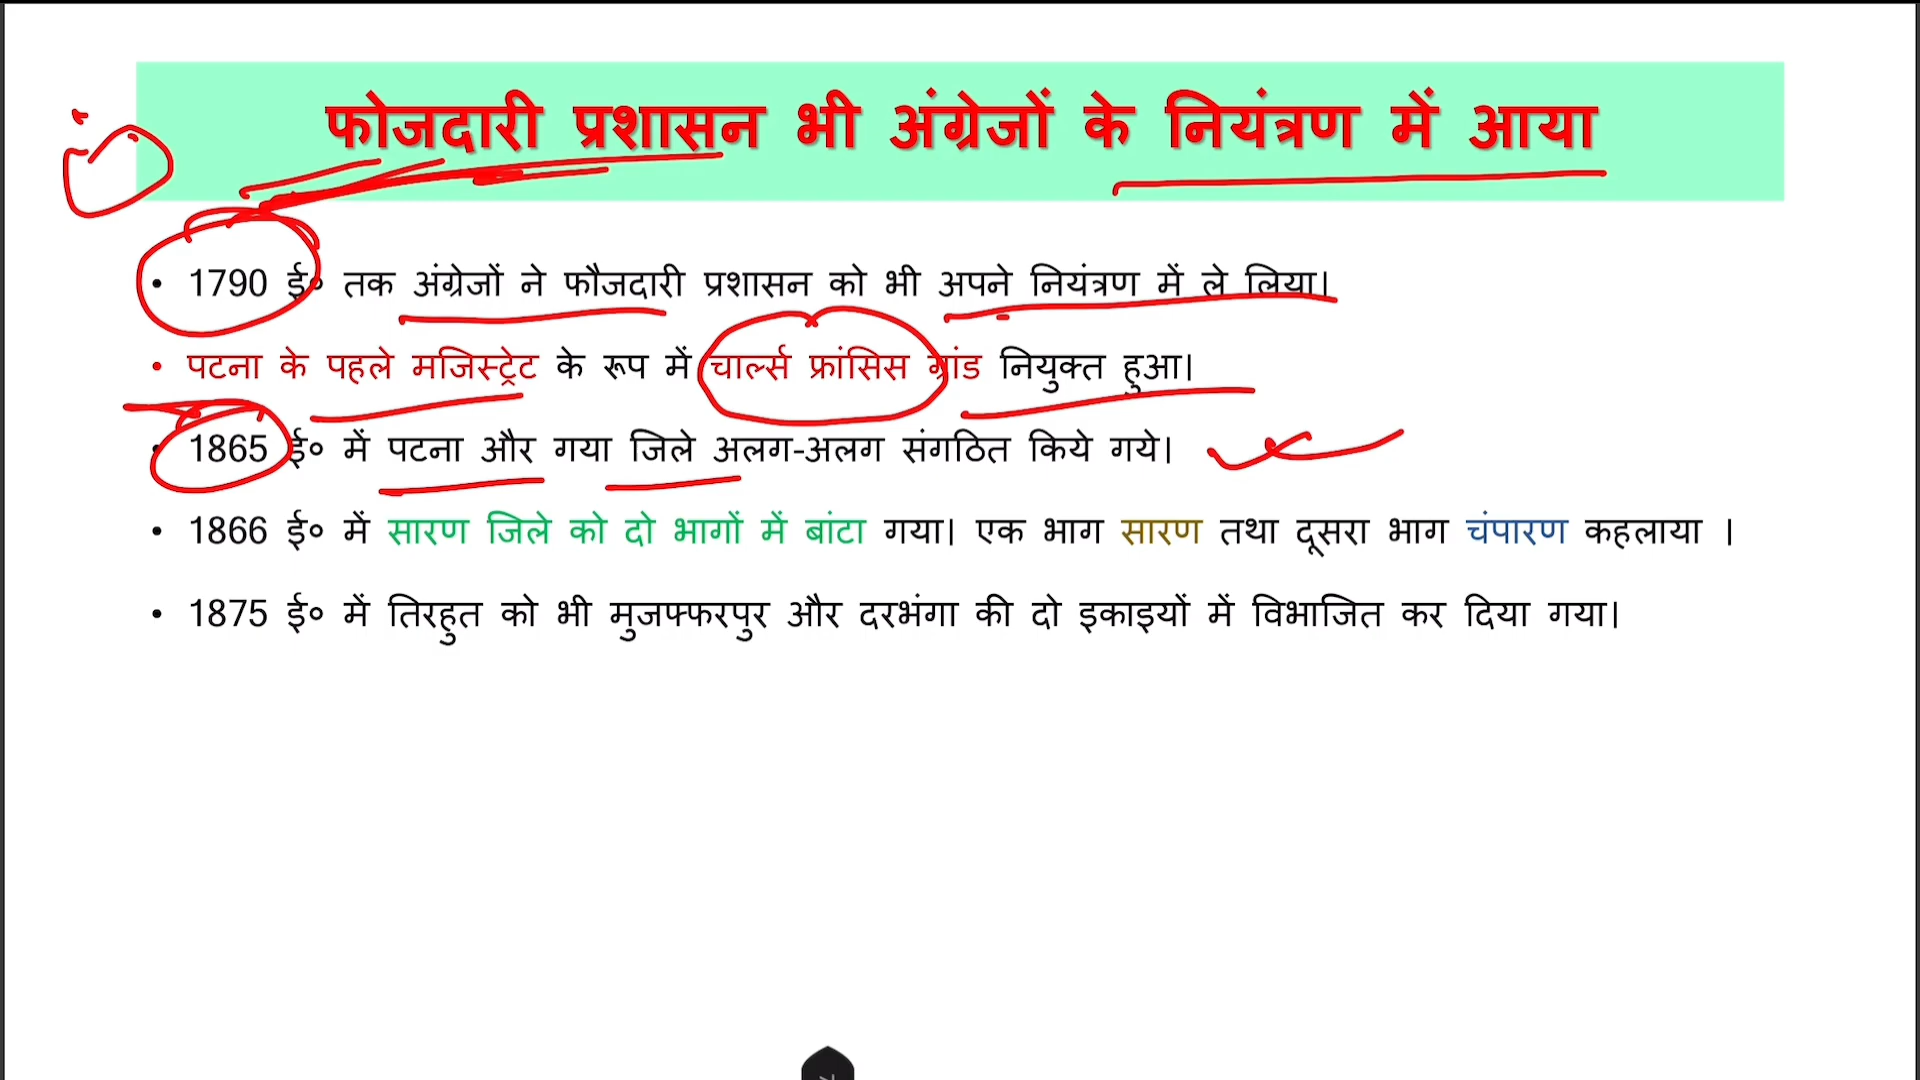 फोजदारी प्रशासन भी अंग्रेजों के नियंत्रण में आया
• 1790 ई० तक अंग्रेजों ने फौजदारी प्रशासन को भी अपने नियंत्रण में ले लिया।
• पटना के पहले मजिस्ट्रेट के रूप में चार्ल्स फ्रांसिस ग्रांड नियुक्त हुआ।
• 1865 ई० में पटना और गया जिले अलग-अलग संगठित किये गये।
• 1866 ई० में सारण जिले को दो भागों में बांटा गया। एक भाग सारण तथा दूसरा भाग चंपारण कहलाया ।
• 1875 ई० में तिरहुत को भी मुजफ्फरपुर और दरभंगा की दो इकाइयों में विभाजित कर दिया गया।